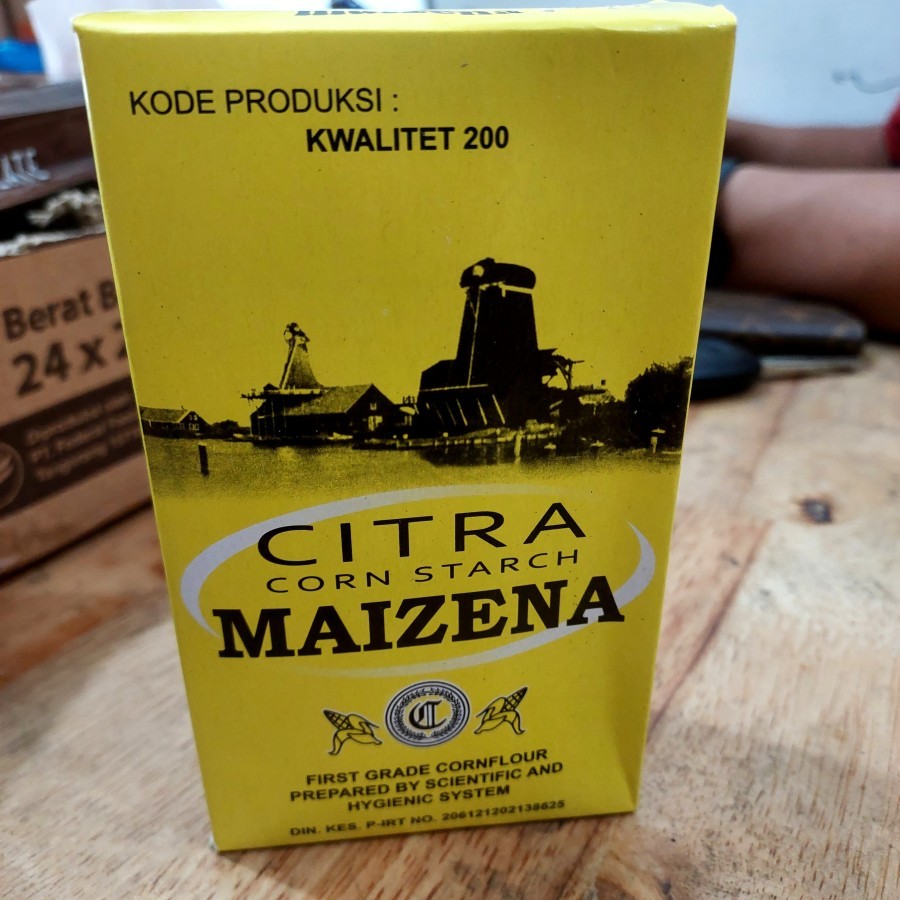 KODE PRODUKSI :
KWALITET 200
CITRA
CORN STARCH
MAIZENA
C
FIRST GRADE CORNFLOUR
PREPARED BY SCIENTIFIC AND
HYGIENIC SYSTEM
DIN. KES. P-IRT NO. 206121202138625
Berat B
24 x 2